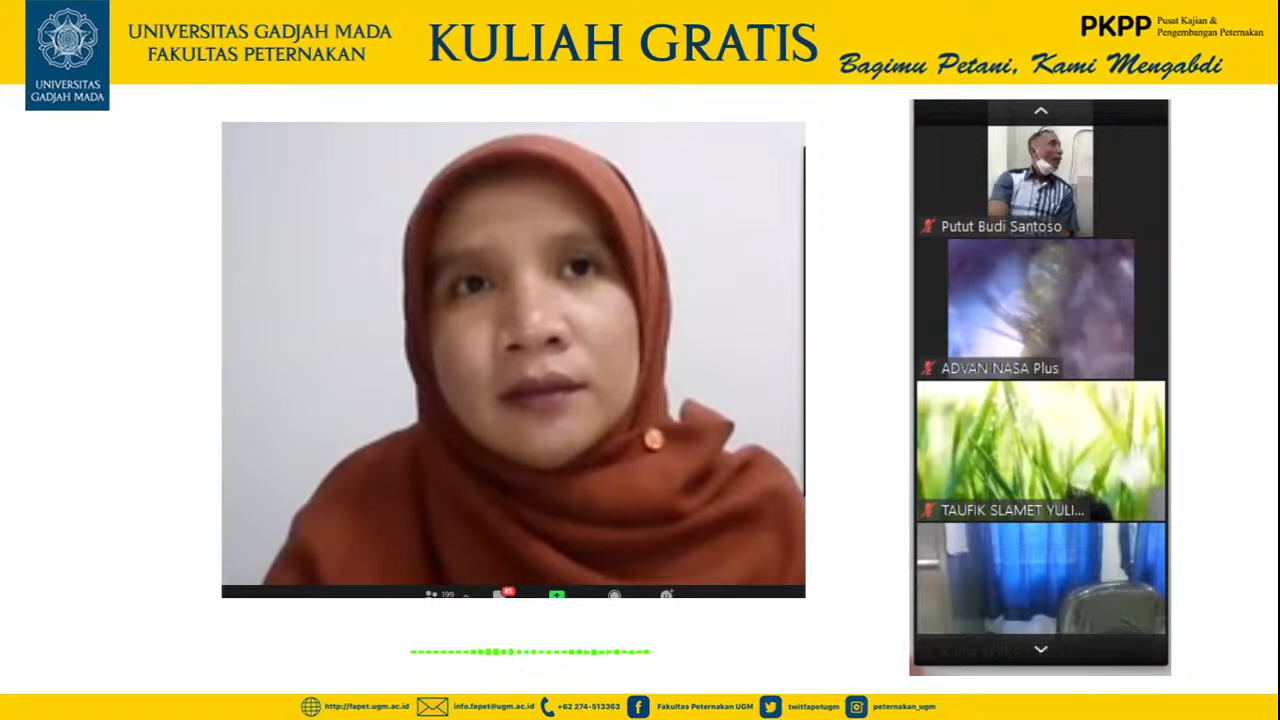 UNIVERSITAS
GADJAH MADA
UNIVERSITAS GADJAH MADA
FAKULTAS PETERNAKAN
KULIAH GRATIS
Bagimu Petani, Kami Mengabdi
PKPP
Pusat Kajian &
Pengembangan Peternakan
Putut Budi Santoso
ADVAN NASA Plus
TAUFIK SLAMET YULI...
199
85
http://fapet.ugm.ac.id
info.fapet@ugm.ac.id
+62 274-513363
Fakultas Peternakan UGM
twitfapetugm
peternakan_ugm